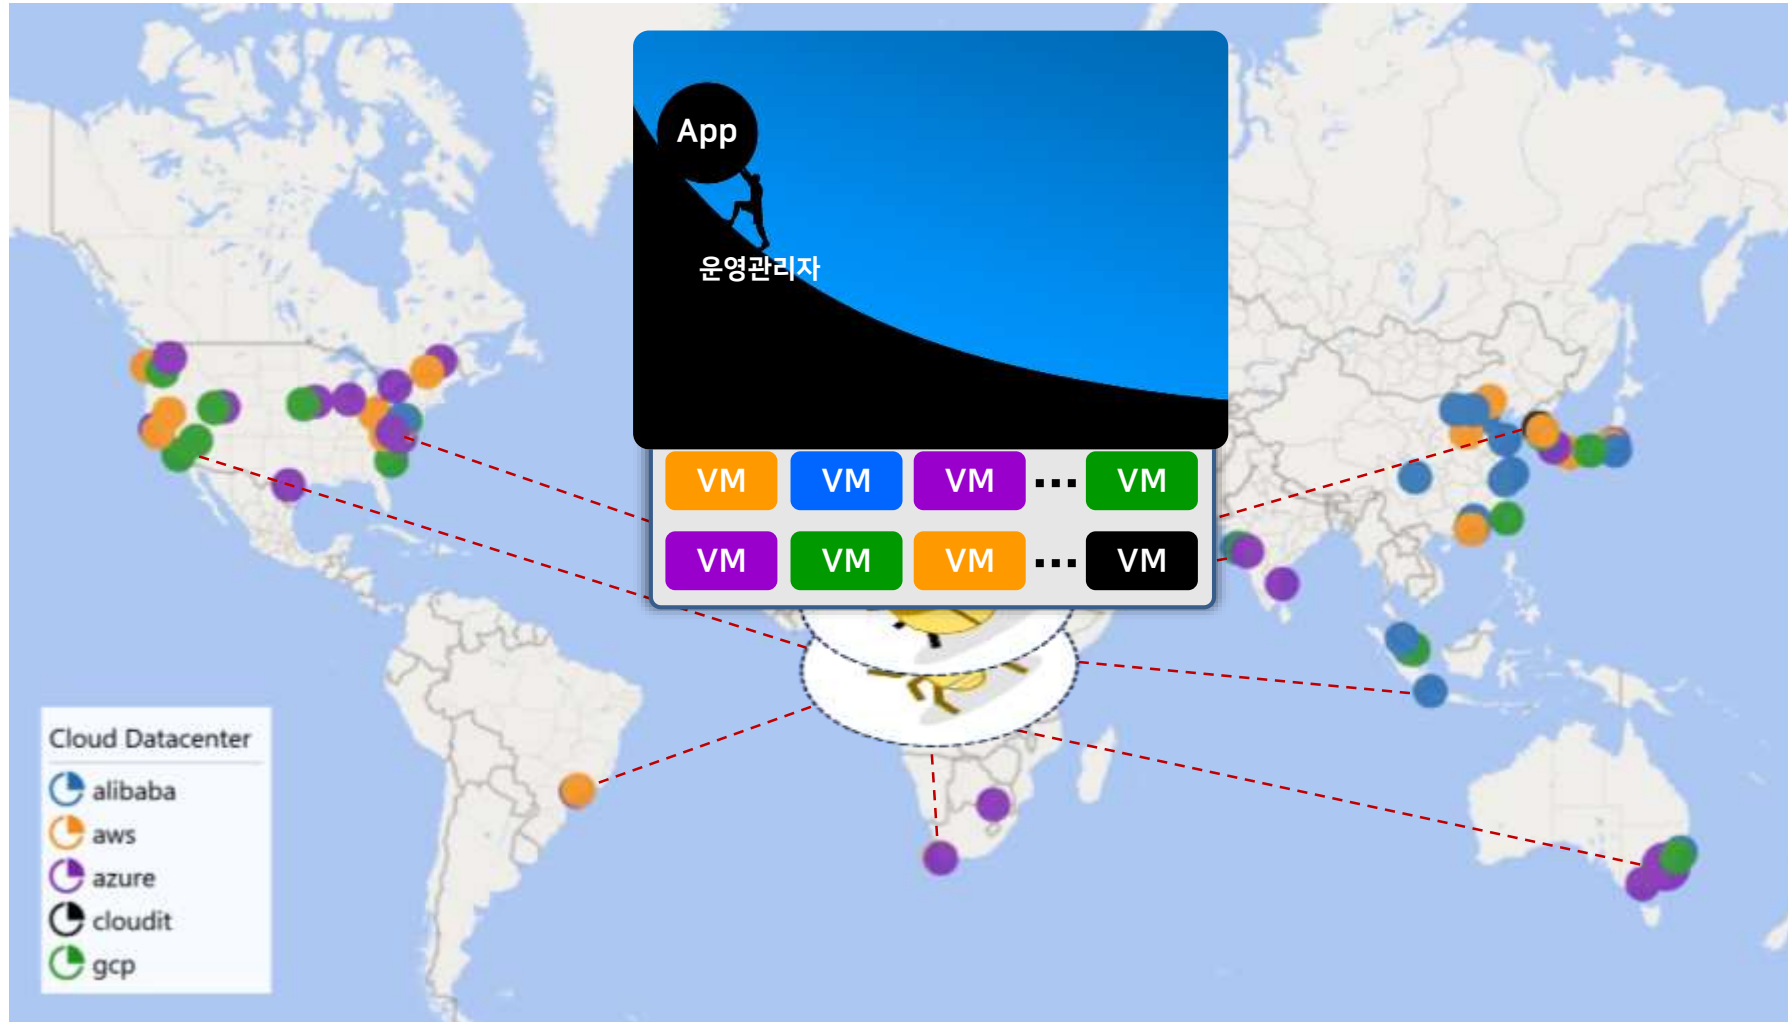 App
운영관리자
VM VM VM ... VM
VM VM VM ... VM
Cloud Datacenter
alibaba
aws
azure
cloudit
gcp